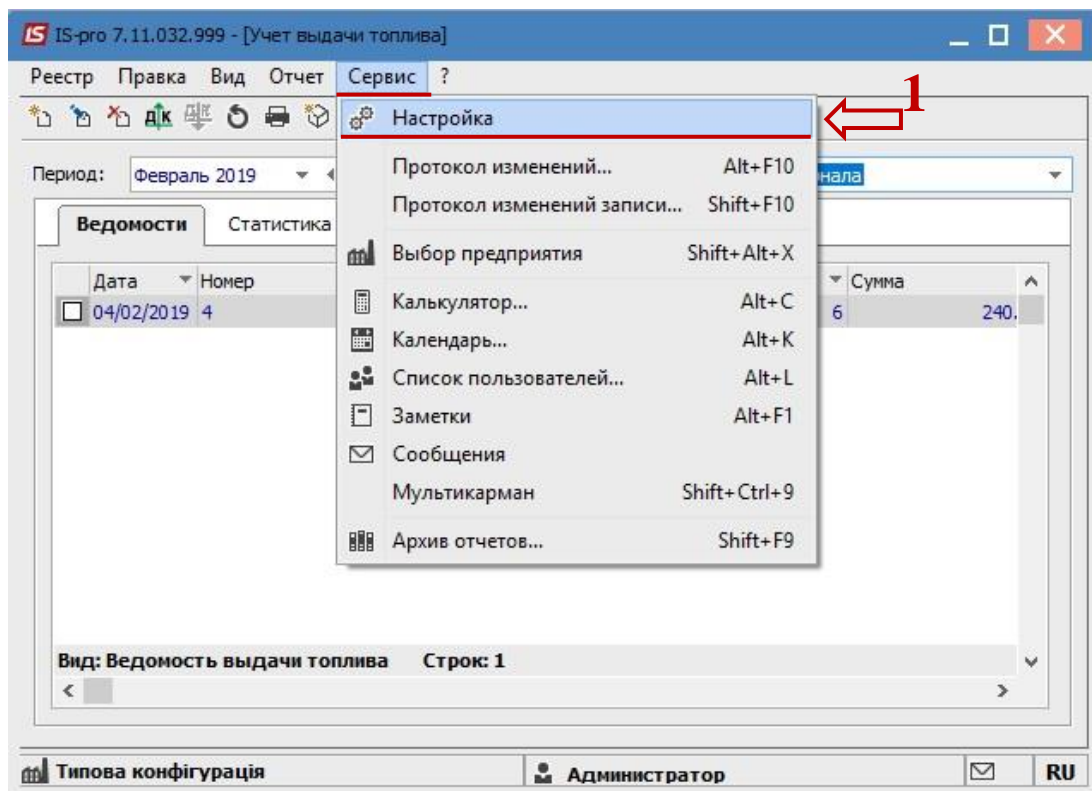 IS-pro 7.11.032.999 - [Учет выдачи топлива]
Реестр Правка Вид Отчет Сервис ?
1
Настройка
Протокол изменений... Alt+F10
Протокол изменений записи... Shift+F10
Выбор предприятия Shift+Alt+X
Калькулятор... Alt+C
Календарь... Alt+K
Список пользователей... Alt+L
Заметки Alt+F1
Сообщения
Мультикарман Shift+Ctrl+9
Архив отчетов... Shift+F9
Период: Февраль 2019 нала
Ведомости Статистика
Дата Номер Сумма
04/02/2019 4 6 240.
Вид: Ведомость выдачи топлива Строк: 1
Типова конфігурація Администратор RU